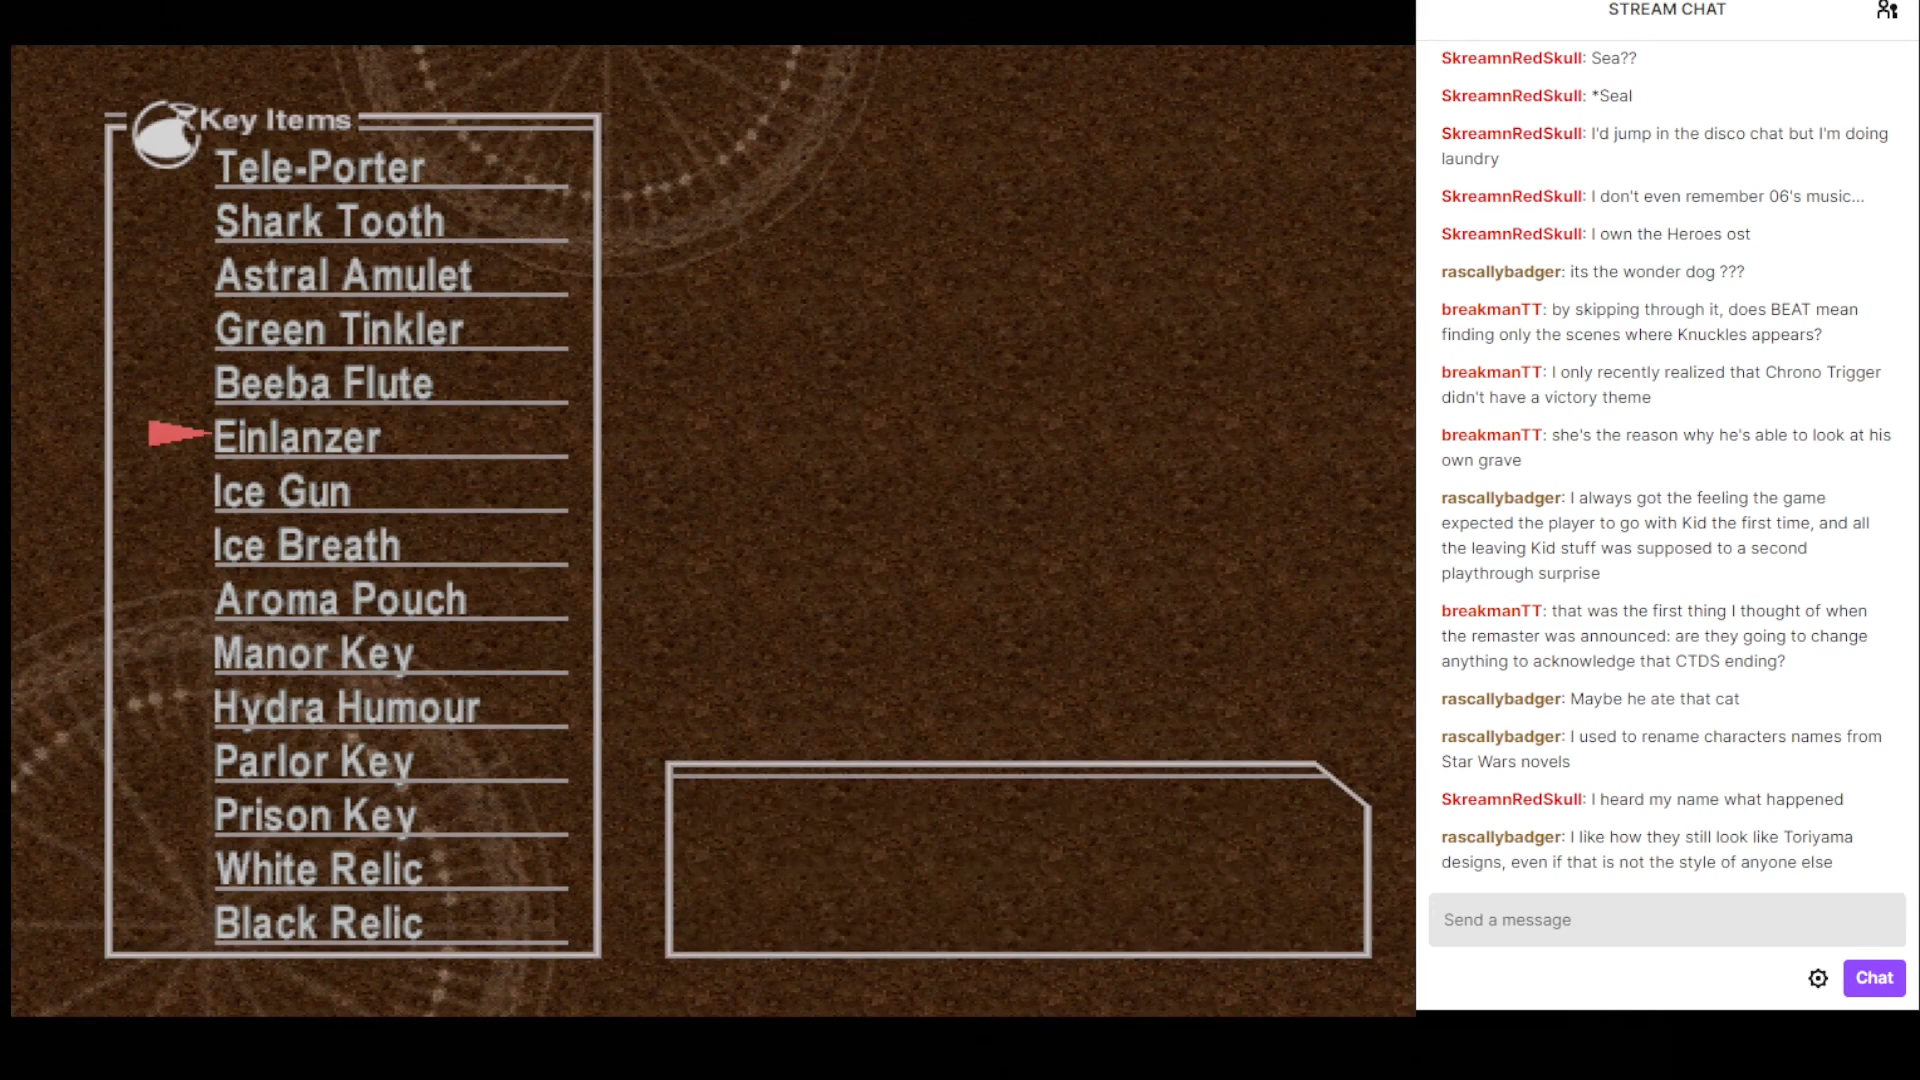 Key Items
Tele-Porter
Shark Tooth
Astral Amulet
Green Tinkler
Beeba Flute
Einlanzer
Ice Gun
Ice Breath
Aroma Pouch
Manor Key
Hydra Humour
Parlor Key
Prison Key
White Relic
Black Relic
STREAM CHAT
SkreamnRedSkull: Sea??
SkreamnRedSkull: *Seal
SkreamnRedSkull: I'd jump in the disco chat but I'm doing
laundry
SkreamnRedSkull: I don't even remember 06's music...
SkreamnRedSkull: I own the Heroes ost
rascallybadger: its the wonder dog ???
breakmanTT: by skipping through it, does BEAT mean
finding only the scenes where Knuckles appears?
breakmanTT: I only recently realized that Chrono Trigger
didn't have a victory theme
breakmanTT: she's the reason why he's able to look at his
own grave
rascallybadger: I always got the feeling the game
expected the player to go with Kid the first time, and all
the leaving Kid stuff was supposed to a second
playthrough surprise
breakmanTT: that was the first thing I thought of when
the remaster was announced: are they going to change
anything to acknowledge that CTDS ending?
rascallybadger: Maybe he ate that cat
rascallybadger: I used to rename characters names from
Star Wars novels
SkreamnRedSkull: I heard my name what happened
rascallybadger: I like how they still look like Toriyama
designs, even if that is not the style of anyone else
Send a message
Chat